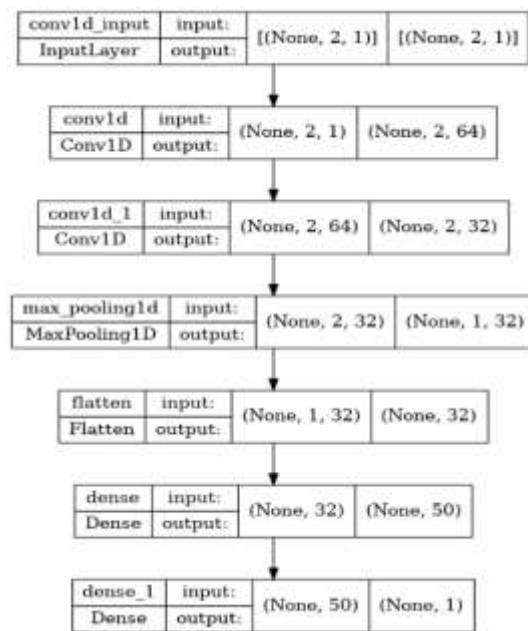 conv1d_input input: [(None, 2, 1)] [(None, 2, 1)]
InputLayer output:
conv1d input: (None, 2, 1) (None, 2, 64)
Conv1D output:
conv1d_1 input: (None, 2, 64) (None, 2, 32)
Conv1D output:
max_pooling1d input: (None, 2, 32) (None, 1, 32)
MaxPooling1D output:
flatten input: (None, 1, 32) (None, 32)
Flatten output:
dense input: (None, 32) (None, 50)
Dense output:
dense_1 input: (None, 50) (None, 1)
Dense output: